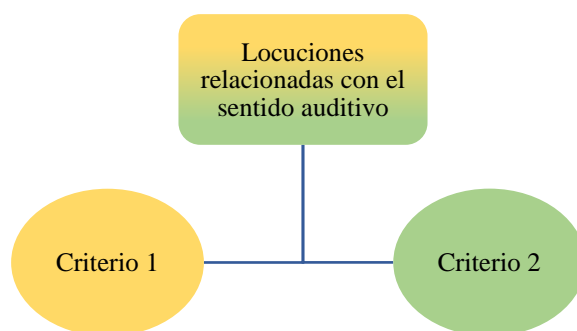 Locuciones
relacionadas con el
sentido auditivo
Criterio 1
Criterio 2